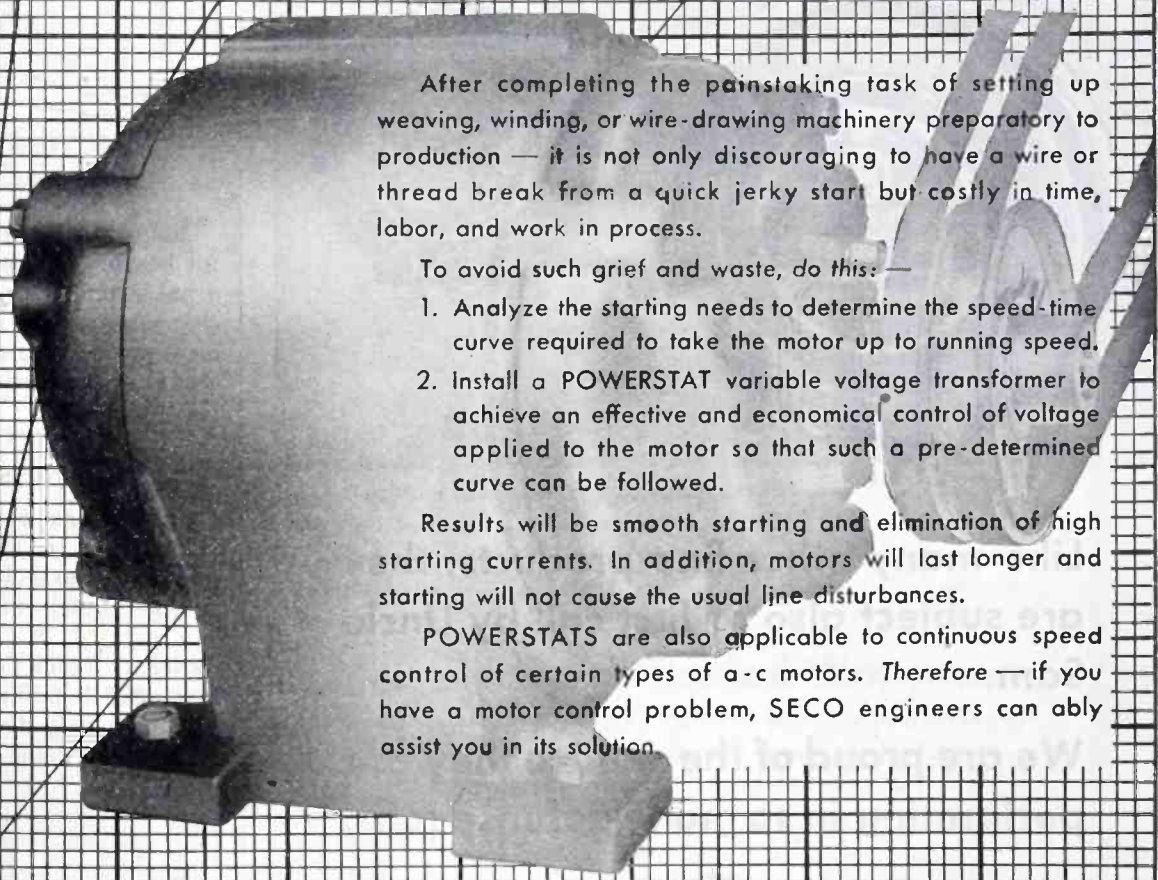 After completing the painstaking task of setting up
weaving, winding, or wire-drawing machinery preparatory to
production — it is not only discouraging to have a wire or
thread break from a quick jerky start but costly in time,
labor, and work in process.
To avoid such grief and waste, do this: —
1. Analyze the starting needs to determine the speed-time
curve required to take the motor up to running speed.
2. Install a POWERSTAT variable voltage transformer to
achieve an effective and economical control of voltage
applied to the motor so that such a pre-determined
curve can be followed.
Results will be smooth starting and elimination of high
starting currents. In addition, motors will last longer and
starting will not cause the usual line disturbances.
POWERSTATS are also applicable to continuous speed
control of certain types of a-c motors. Therefore — if you
have a motor control problem, SECO engineers can ably
assist you in its solution.
are subject
We are proud of the